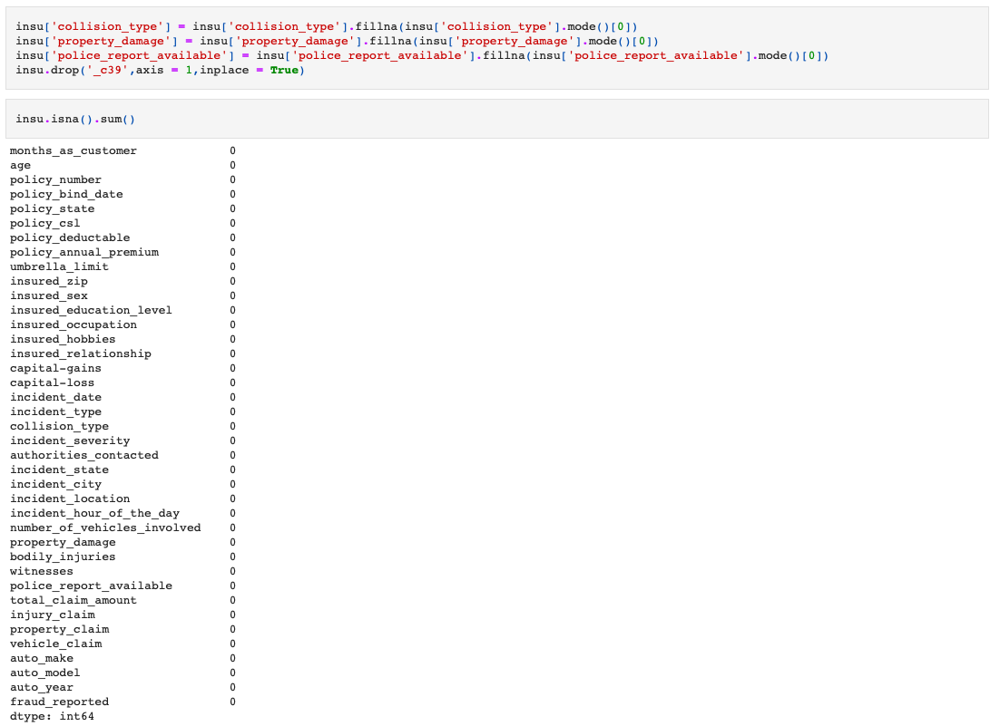 insu['collision_type'] = insu['collision_type'].fillna(insu['collision_type'].mode()[0])
insu['property_damage'] = insu['property_damage'].fillna(insu['property_damage'].mode()[0])
insu['police_report_available'] = insu['police_report_available'].fillna(insu['police_report_available'].mode()[0])
insu.drop('_c39',axis = 1,inplace = True)
insu.isna().sum()
months_as_customer 0
age 0
policy_number 0
policy_bind_date 0
policy_state 0
policy_csl 0
policy_deductable 0
policy_annual_premium 0
umbrella_limit 0
insured_zip 0
insured_sex 0
insured_education_level 0
insured_occupation 0
insured_hobbies 0
insured_relationship 0
capital-gains 0
capital-loss 0
incident_date 0
incident_type 0
collision_type 0
incident_severity 0
authorities_contacted 0
incident_state 0
incident_city 0
incident_location 0
incident_hour_of_the_day 0
number_of_vehicles_involved 0
property_damage 0
bodily_injuries 0
witnesses 0
police_report_available 0
total_claim_amount 0
injury_claim 0
property_claim 0
vehicle_claim 0
auto_make 0
auto_model 0
auto_year 0
fraud_reported 0
dtype: int64